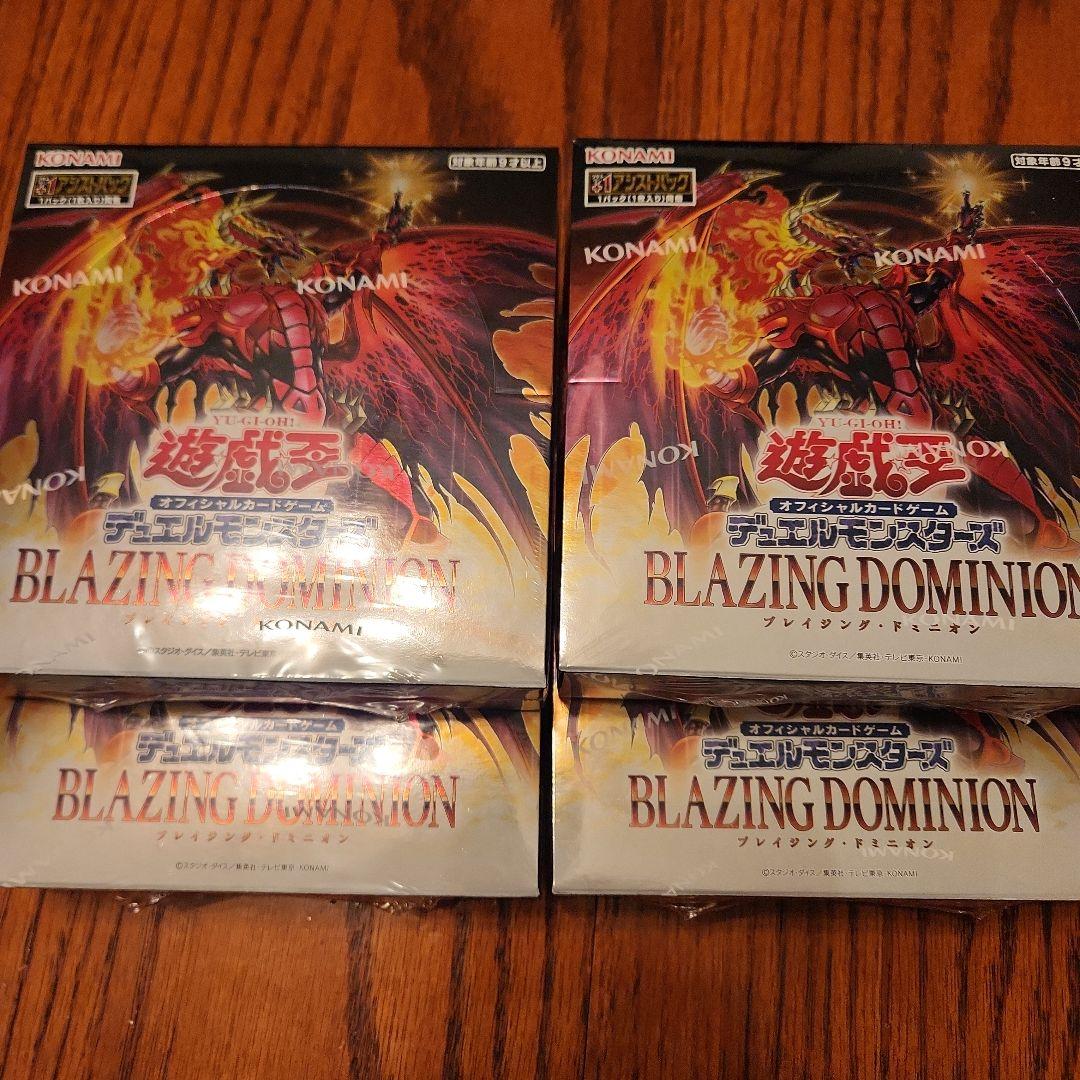 KONAMI
対象年齢9才以上
+1アシストパック
1パック(1枚入り)同梱
KONAMI
KONAMI
YU-GI-OH!
遊戯王
KONAMI
KONAMI
オフィシャルカードゲーム
デュエルモンスターズ
BLAZING DOMINION
ブレイジング・
KONAMI
©スタジオ・ダイス/集英社・テレビ東京
KONAMI
対象年齢9才
+1アシストパック
1パック(1枚入り)同梱
KONAMI
KONAMI
YU-GI-OH!
遊戯王
KONAMI
KONAMI
オフィシャルカードゲーム
デュエルモンスターズ
BLAZING DOMINION
ブレイジング・ドミニオン
KONAMI
©スタジオ・ダイス/集英社・テレビ東京・KONAMI
オフィシャルカードゲーム
デュエルモンスターズ
BLAZING DOMINION
KONAMI
ブレイジング・ドミニオン
©スタジオ・ダイス/集英社・テレビ東京・KONAMI
オフィシャルカードゲーム
KONAMI
デュエルモンスターズ
BLAZING DOMINION
ブレイジング・ドミニオン
KONAMI
©スタジオ・ダイス/集英社・テレビ東京・KONAMI